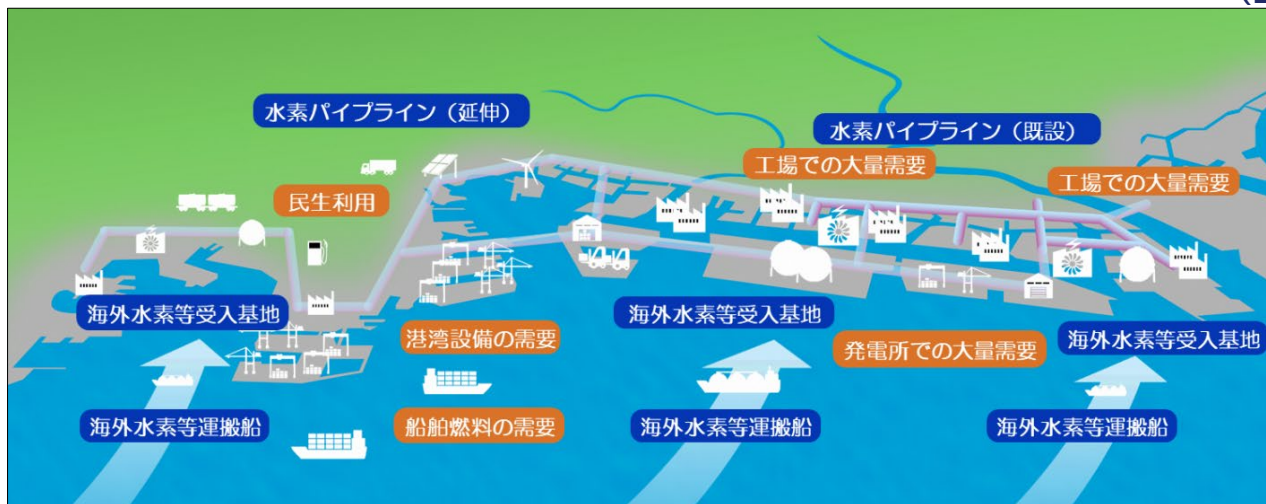 水素パイプライン（延伸）
水素パイプライン（既設）
工場での大量需要
工場での大量需要
民生利用
海外水素等受入基地
港湾設備の需要
海外水素等受入基地
発電所での大量需要
海外水素等受入基地
海外水素等運搬船
船舶燃料の需要
海外水素等運搬船
海外水素等運搬船